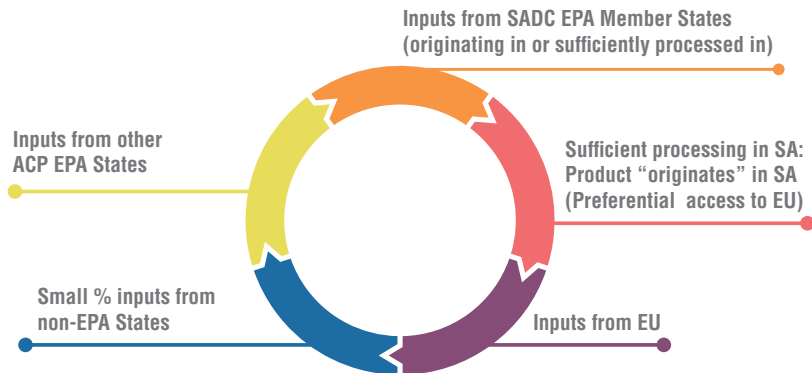 Inputs from SADC EPA Member States
(originating in or sufficiently processed in)
Inputs from other
ACP EPA States
Sufficient processing in SA:
Product “originates” in SA
(Preferential access to EU)
Small % inputs from
non-EPA States
Inputs from EU